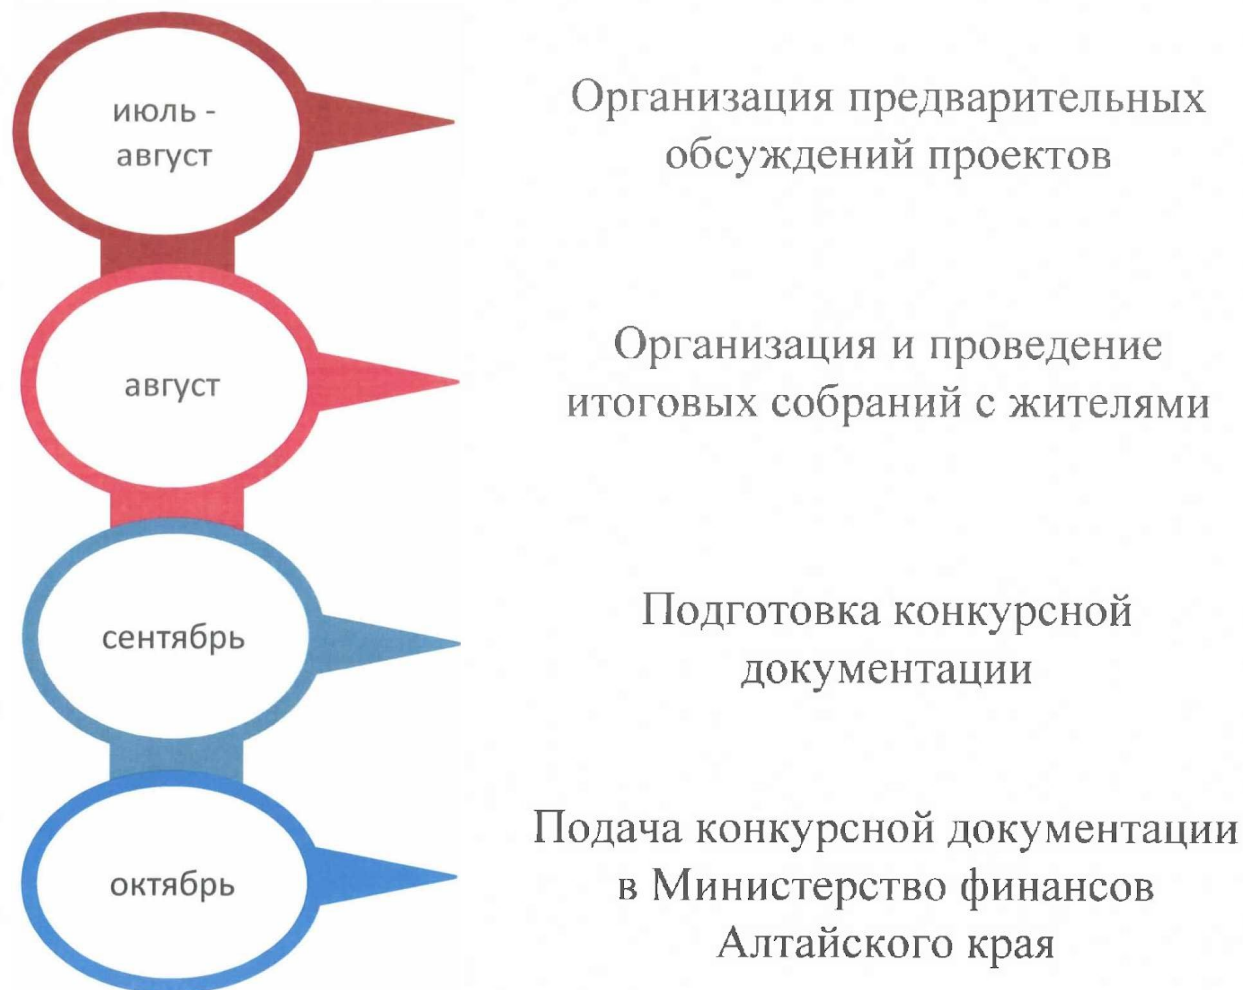 июль -
август
Организация предварительных
обсуждений проектов
август
Организация и проведение
итоговых собраний с жителями
сентябрь
Подготовка конкурсной
документации
октябрь
Подача конкурсной документации
в Министерство финансов
Алтайского края